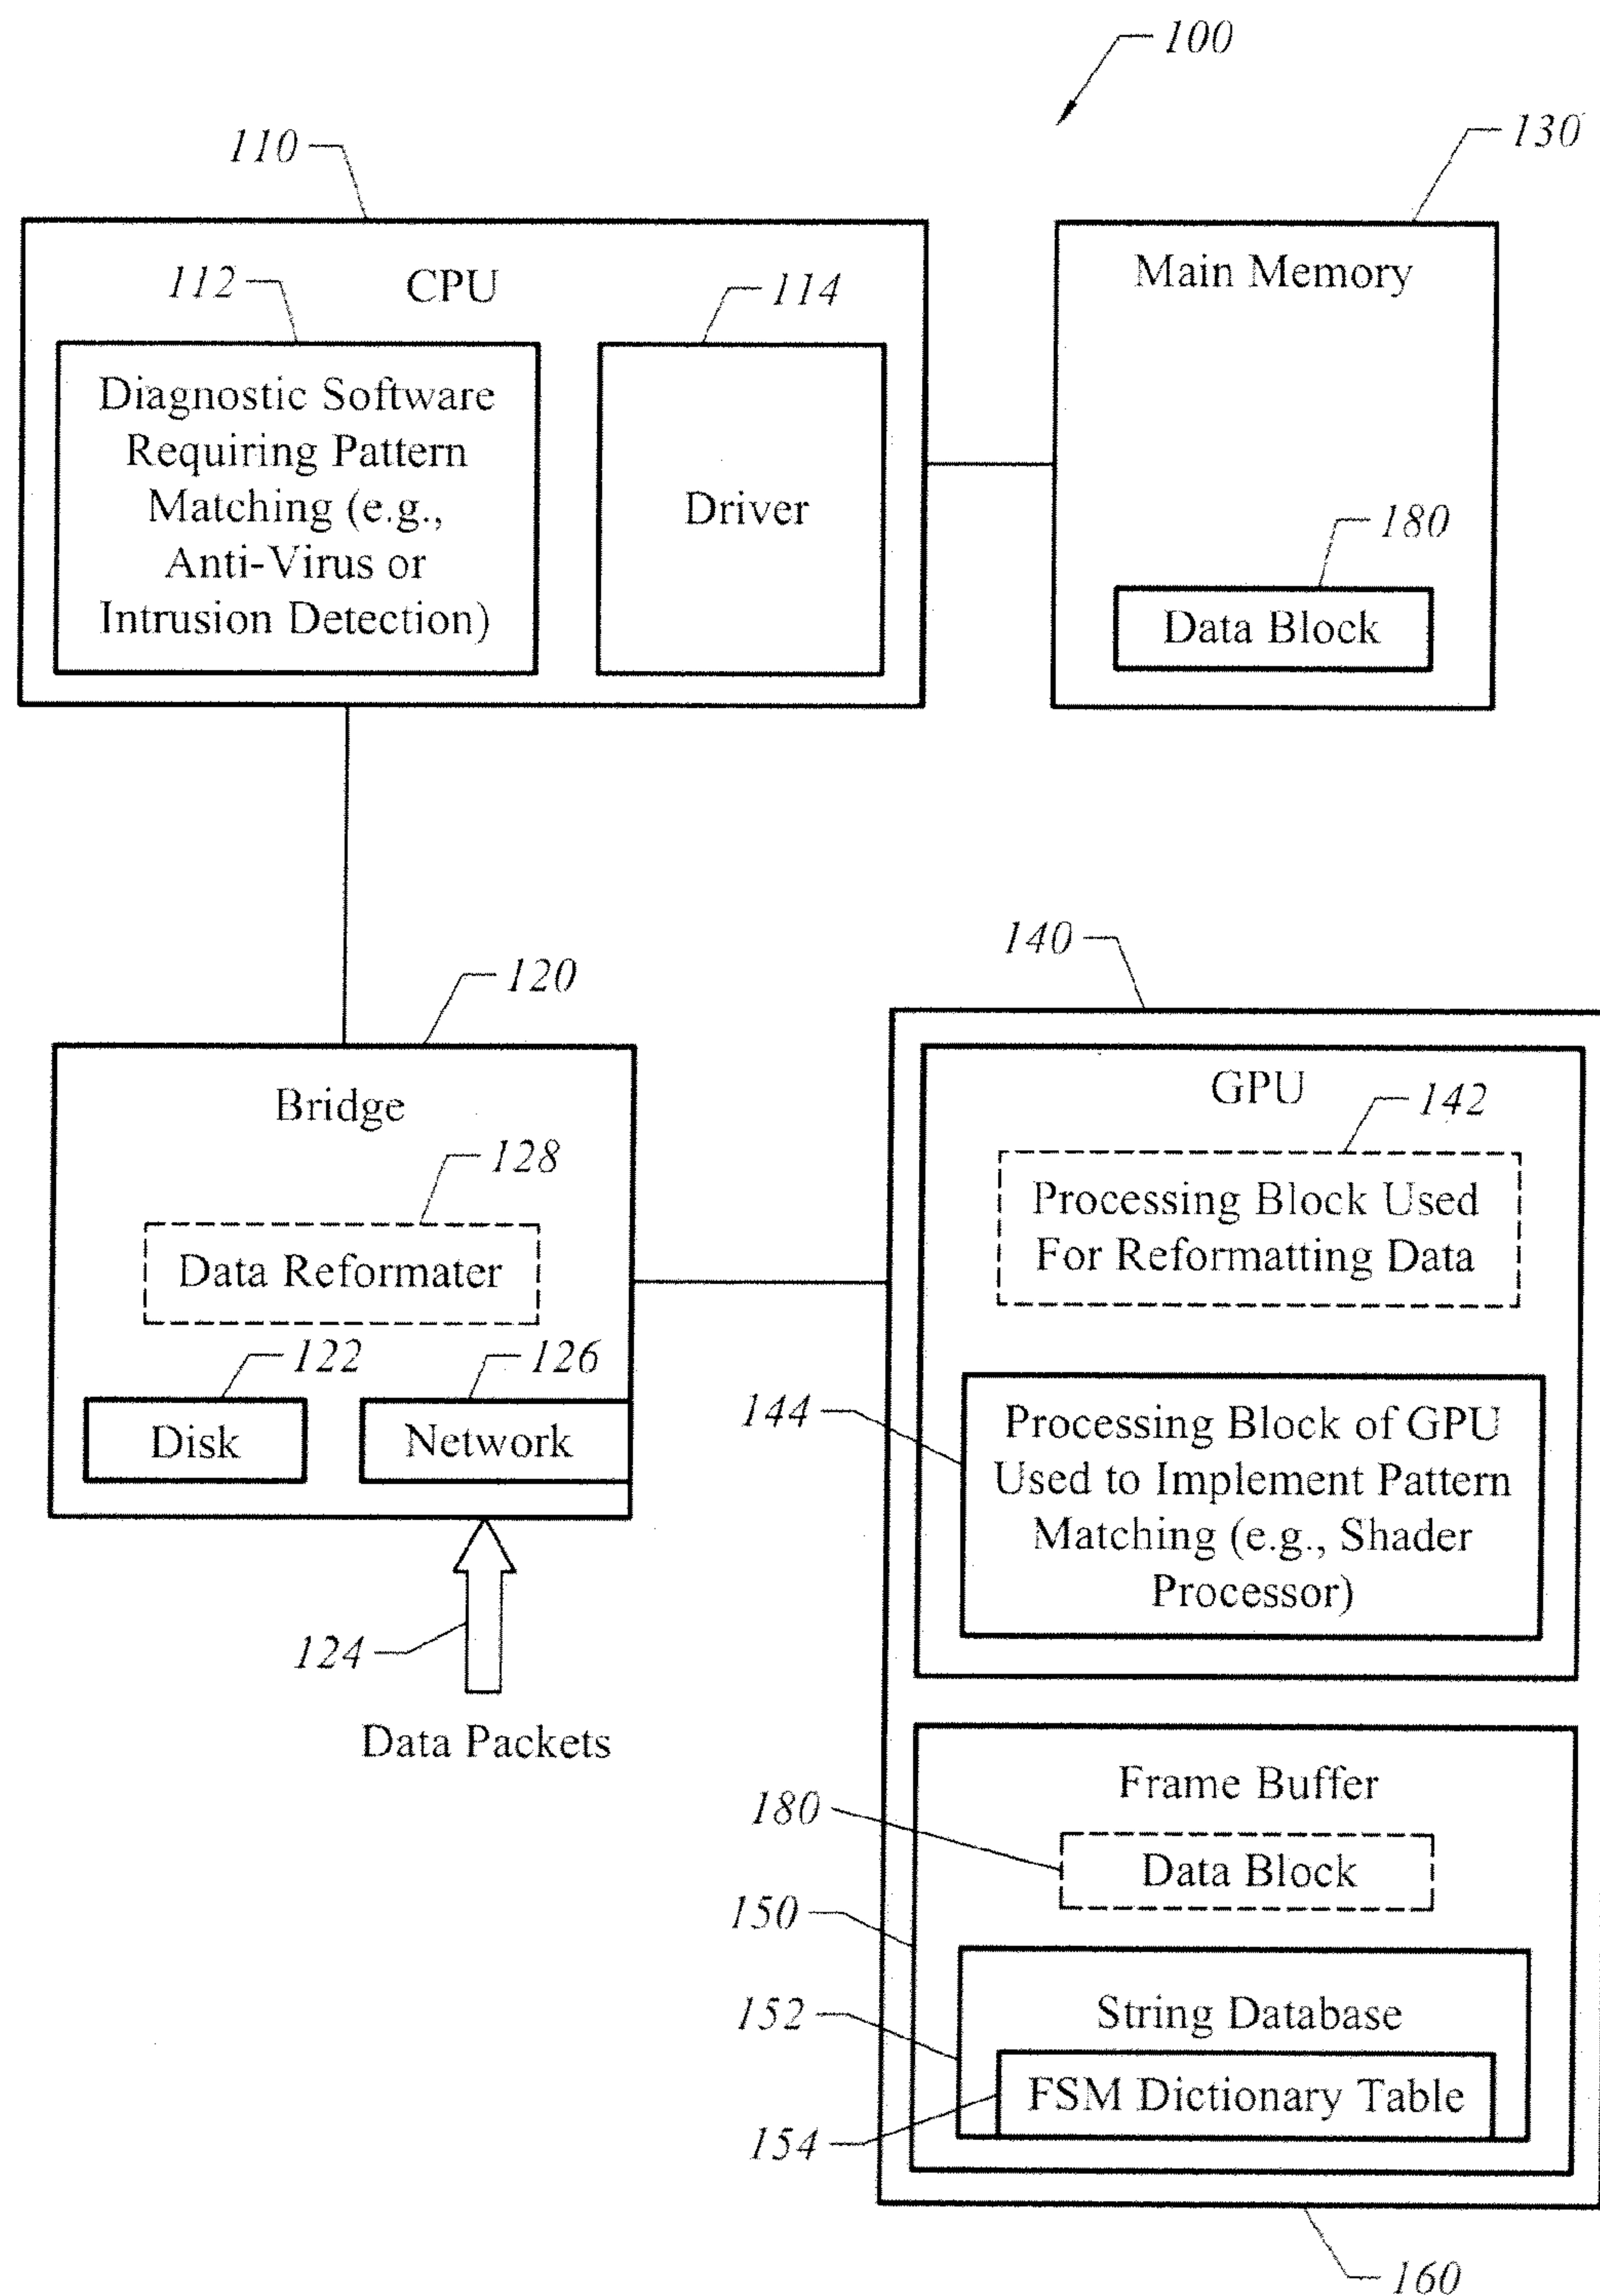 100
110
130
CPU
112
114
Main Memory
Diagnostic Software
Requiring Pattern
Matching (e.g.,
Anti-Virus or
Intrusion Detection)
Driver
180
Data Block
120
Bridge
128
Data Reformater
122
126
Disk
Network
124
Data Packets
140
GPU
142
Processing Block Used
For Reformatting Data
144
Processing Block of GPU
Used to Implement Pattern
Matching (e.g., Shader
Processor)
Frame Buffer
180
Data Block
150
152
String Database
FSM Dictionary Table
154
160